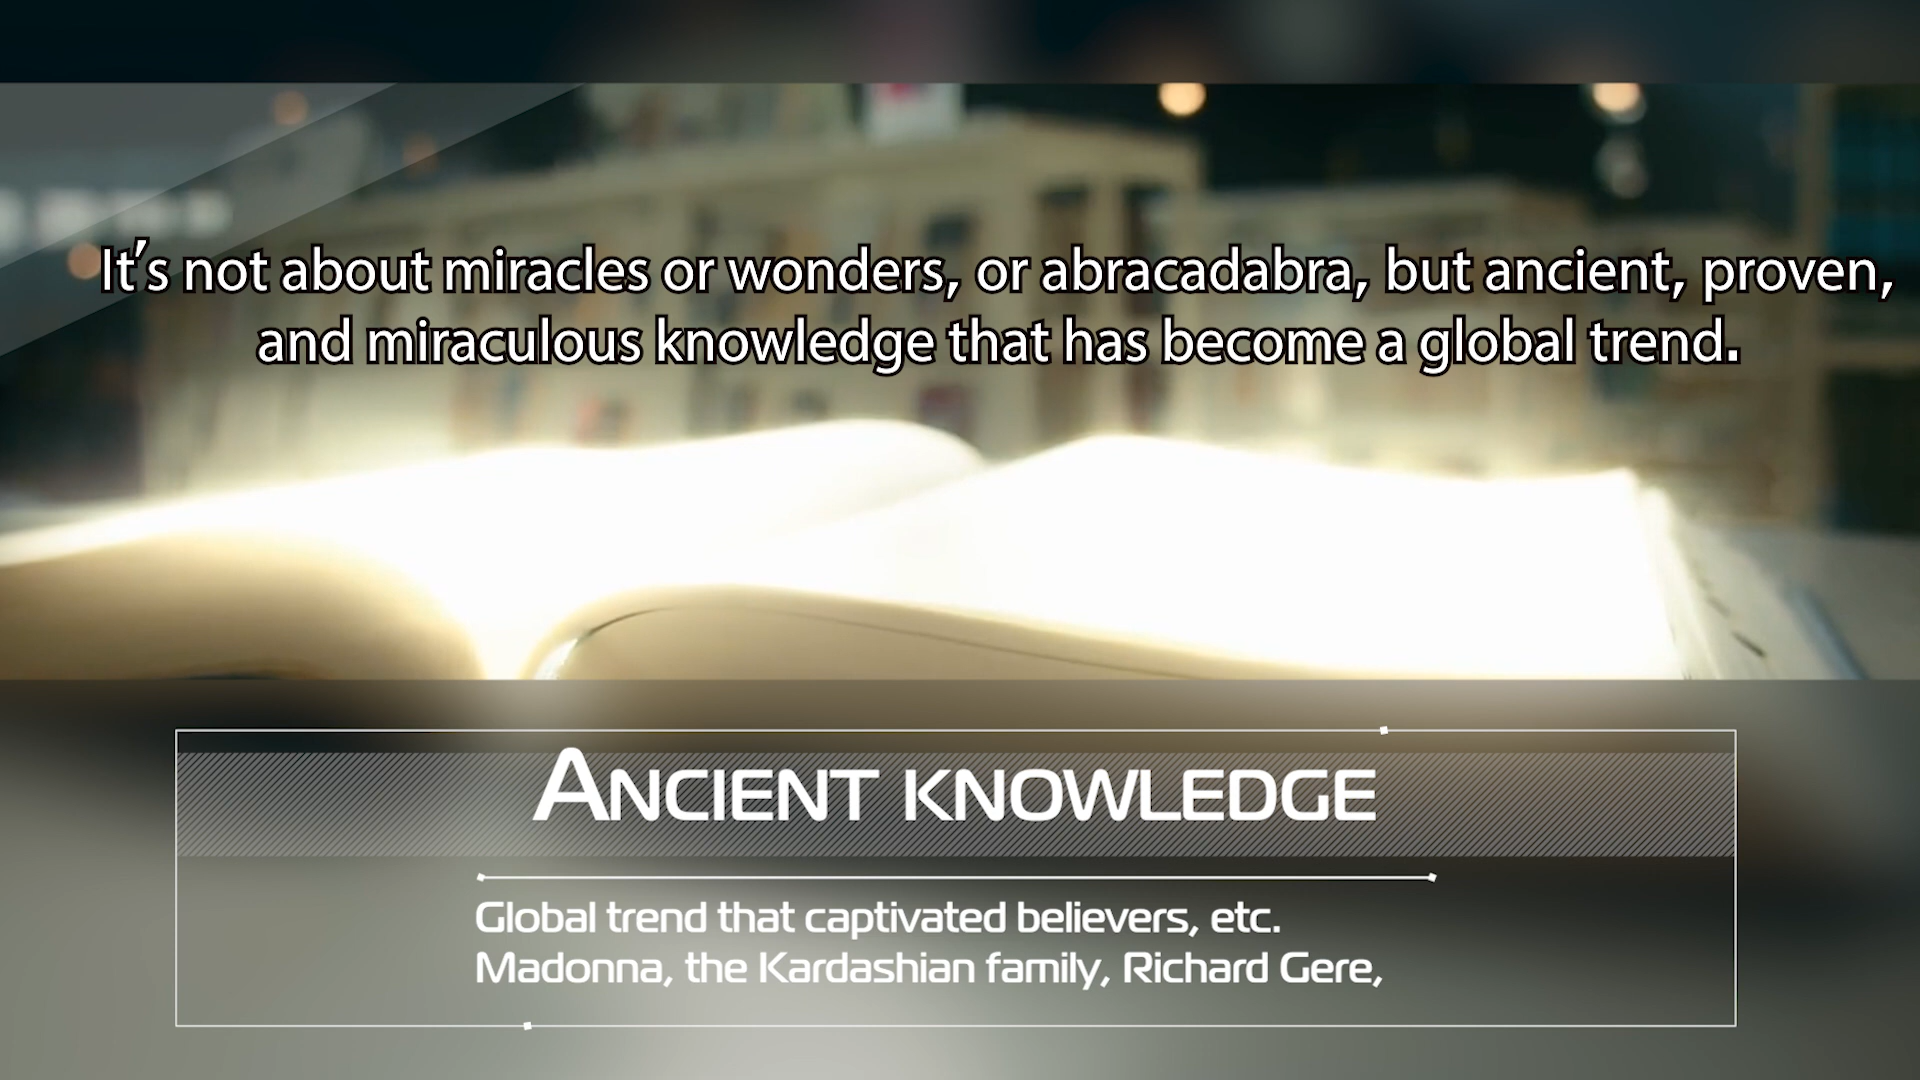 It's not about miracles or wonders, or abracadabra, but ancient, proven,
and miraculous knowledge that has become a global trend.
Ancient knowledge
Global trend that captivated believers, etc.
Madonna, the Kardashian family, Richard Gere,